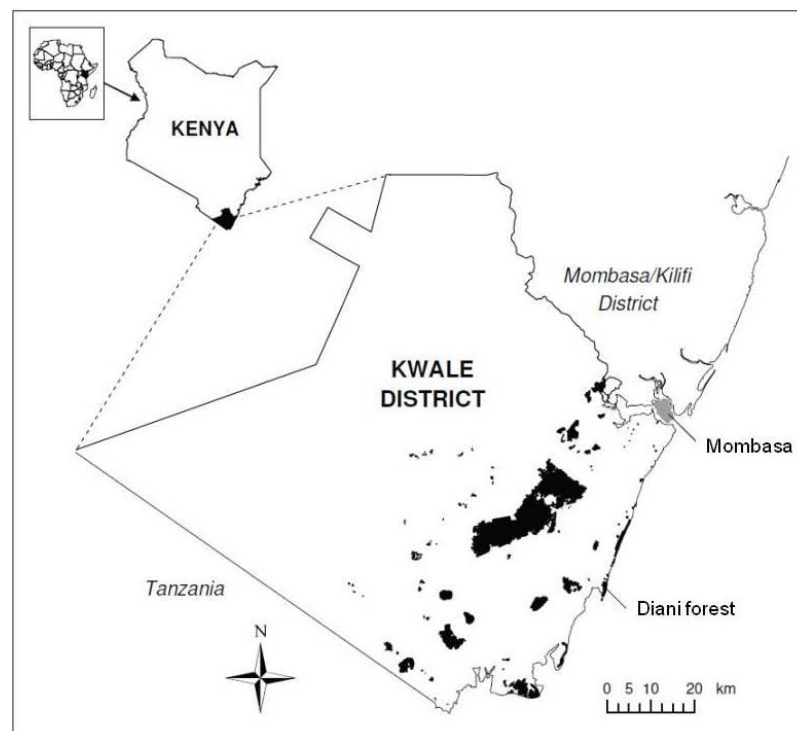 KENYA
Mombasa/Kilifi
District
KWALE
DISTRICT
Mombasa
Tanzania
Diani forest
N
0 5 10 20 km